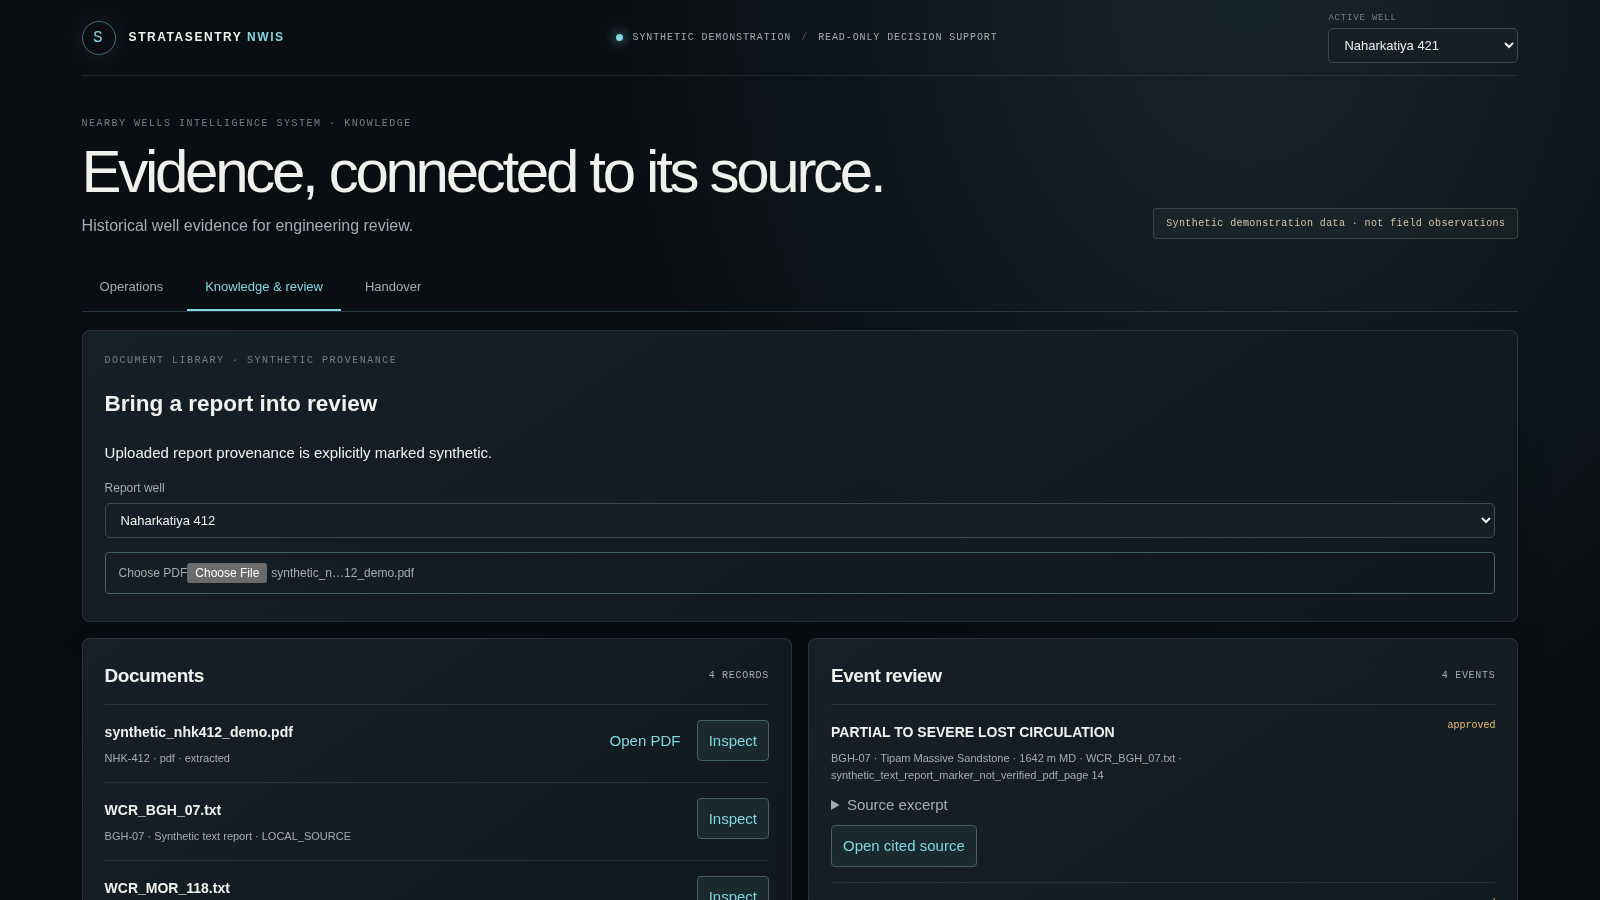 S STRATASENTRY NWIS
SYNTHETIC DEMONSTRATION / READ-ONLY DECISION SUPPORT
ACTIVE WELL
Naharkatiya 421
NEARBY WELLS INTELLIGENCE SYSTEM · KNOWLEDGE
Evidence, connected to its source.
Historical well evidence for engineering review.
Synthetic demonstration data · not field observations
Operations Knowledge & review Handover
DOCUMENT LIBRARY · SYNTHETIC PROVENANCE
Bring a report into review
Uploaded report provenance is explicitly marked synthetic.
Report well
Naharkatiya 412
Choose PDF Choose File synthetic_n…12_demo.pdf
Documents 4 RECORDS
synthetic_nhk412_demo.pdf
NHK-412 · pdf · extracted
Open PDF Inspect
WCR_BGH_07.txt
BGH-07 · Synthetic text report · LOCAL_SOURCE
Inspect
WCR_MOR_118.txt
Inspect
Event review 4 EVENTS
PARTIAL TO SEVERE LOST CIRCULATION approved
BGH-07 · Tipam Massive Sandstone · 1642 m MD · WCR_BGH_07.txt ·
synthetic_text_report_marker_not_verified_pdf_page 14
Source excerpt
Open cited source